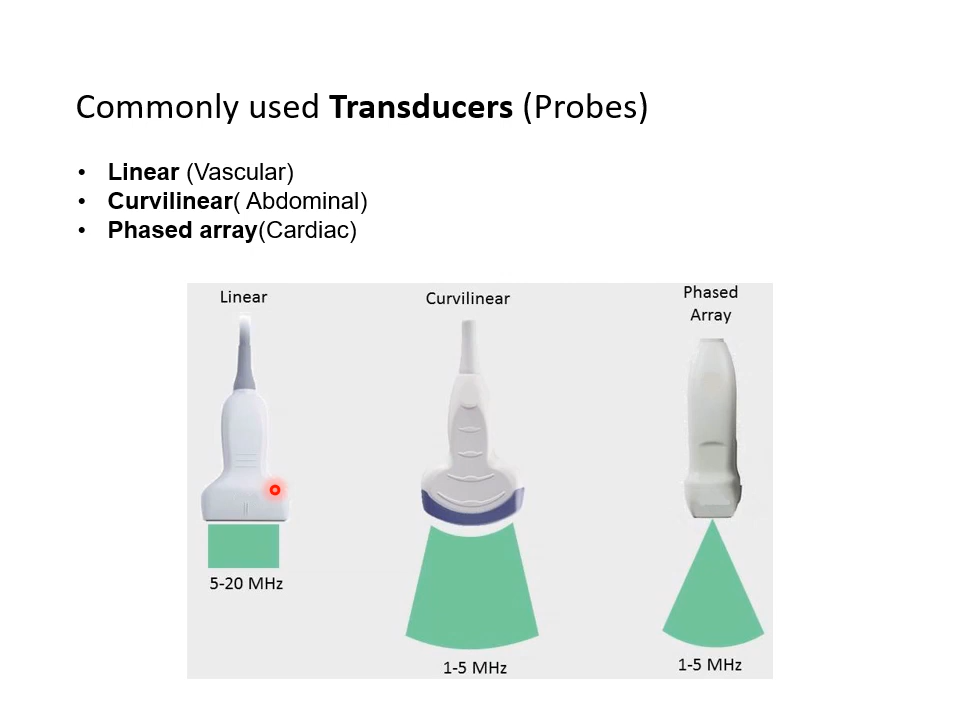 Commonly used Transducers (Probes)
• Linear (Vascular)
• Curvilinear( Abdominal)
• Phased array(Cardiac)
Linear
Curvilinear
Phased
Array
5-20 MHz
1-5 MHz
1-5 MHz